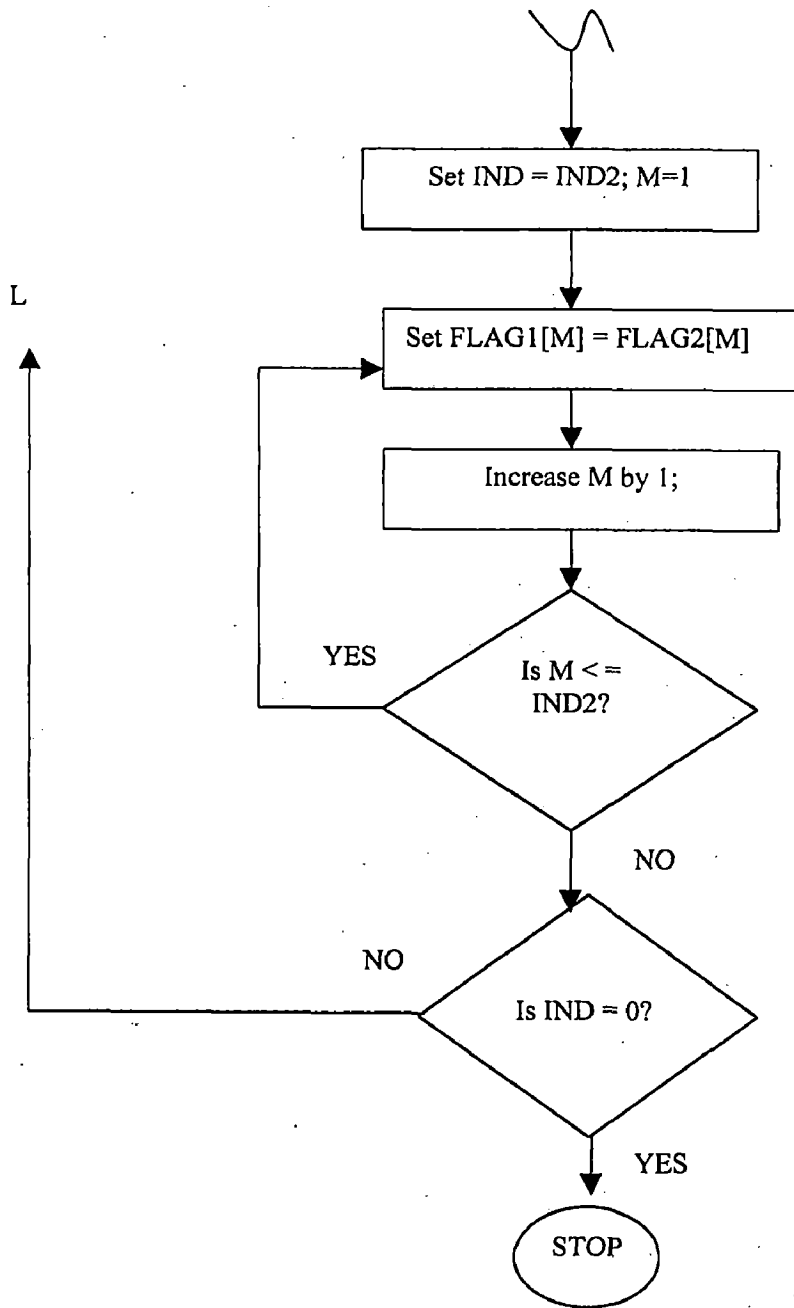 Set IND = IND2; M=1
L
Set FLAG1[M] = FLAG2[M]
Increase M by 1;
YES
Is M < =
IND2?
NO
NO
Is IND = 0?
YES
STOP